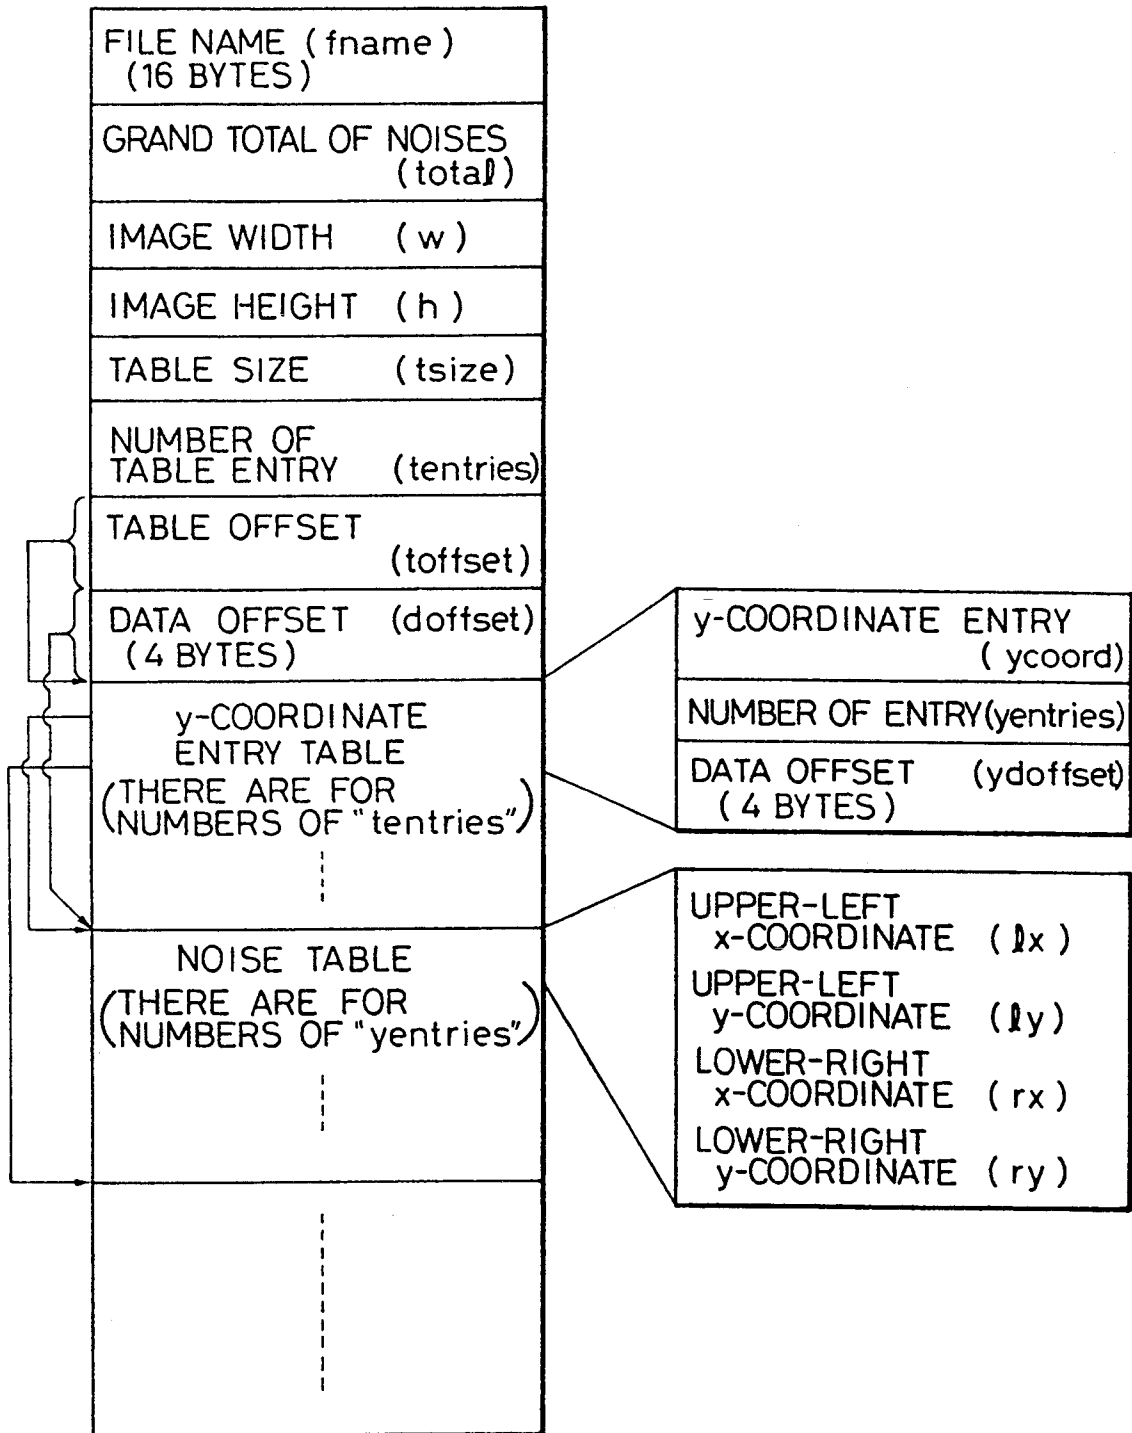 FILE NAME (fname)
(16 BYTES)
GRAND TOTAL OF NOISES
(total)
IMAGE WIDTH (w)
IMAGE HEIGHT (h)
TABLE SIZE (tsize)
NUMBER OF
TABLE ENTRY (tentries)
TABLE OFFSET
(toffset)
DATA OFFSET (doffset)
(4 BYTES)
y-COORDINATE
ENTRY TABLE
(THERE ARE FOR
NUMBERS OF "tentries")
NOISE TABLE
(THERE ARE FOR
NUMBERS OF "yentries")
y-COORDINATE ENTRY
(ycoord)
NUMBER OF ENTRY(yentries)
DATA OFFSET (ydoffset)
(4 BYTES)
UPPER-LEFT
x-COORDINATE (lx)
UPPER-LEFT
y-COORDINATE (ly)
LOWER-RIGHT
x-COORDINATE (rx)
LOWER-RIGHT
y-COORDINATE (ry)